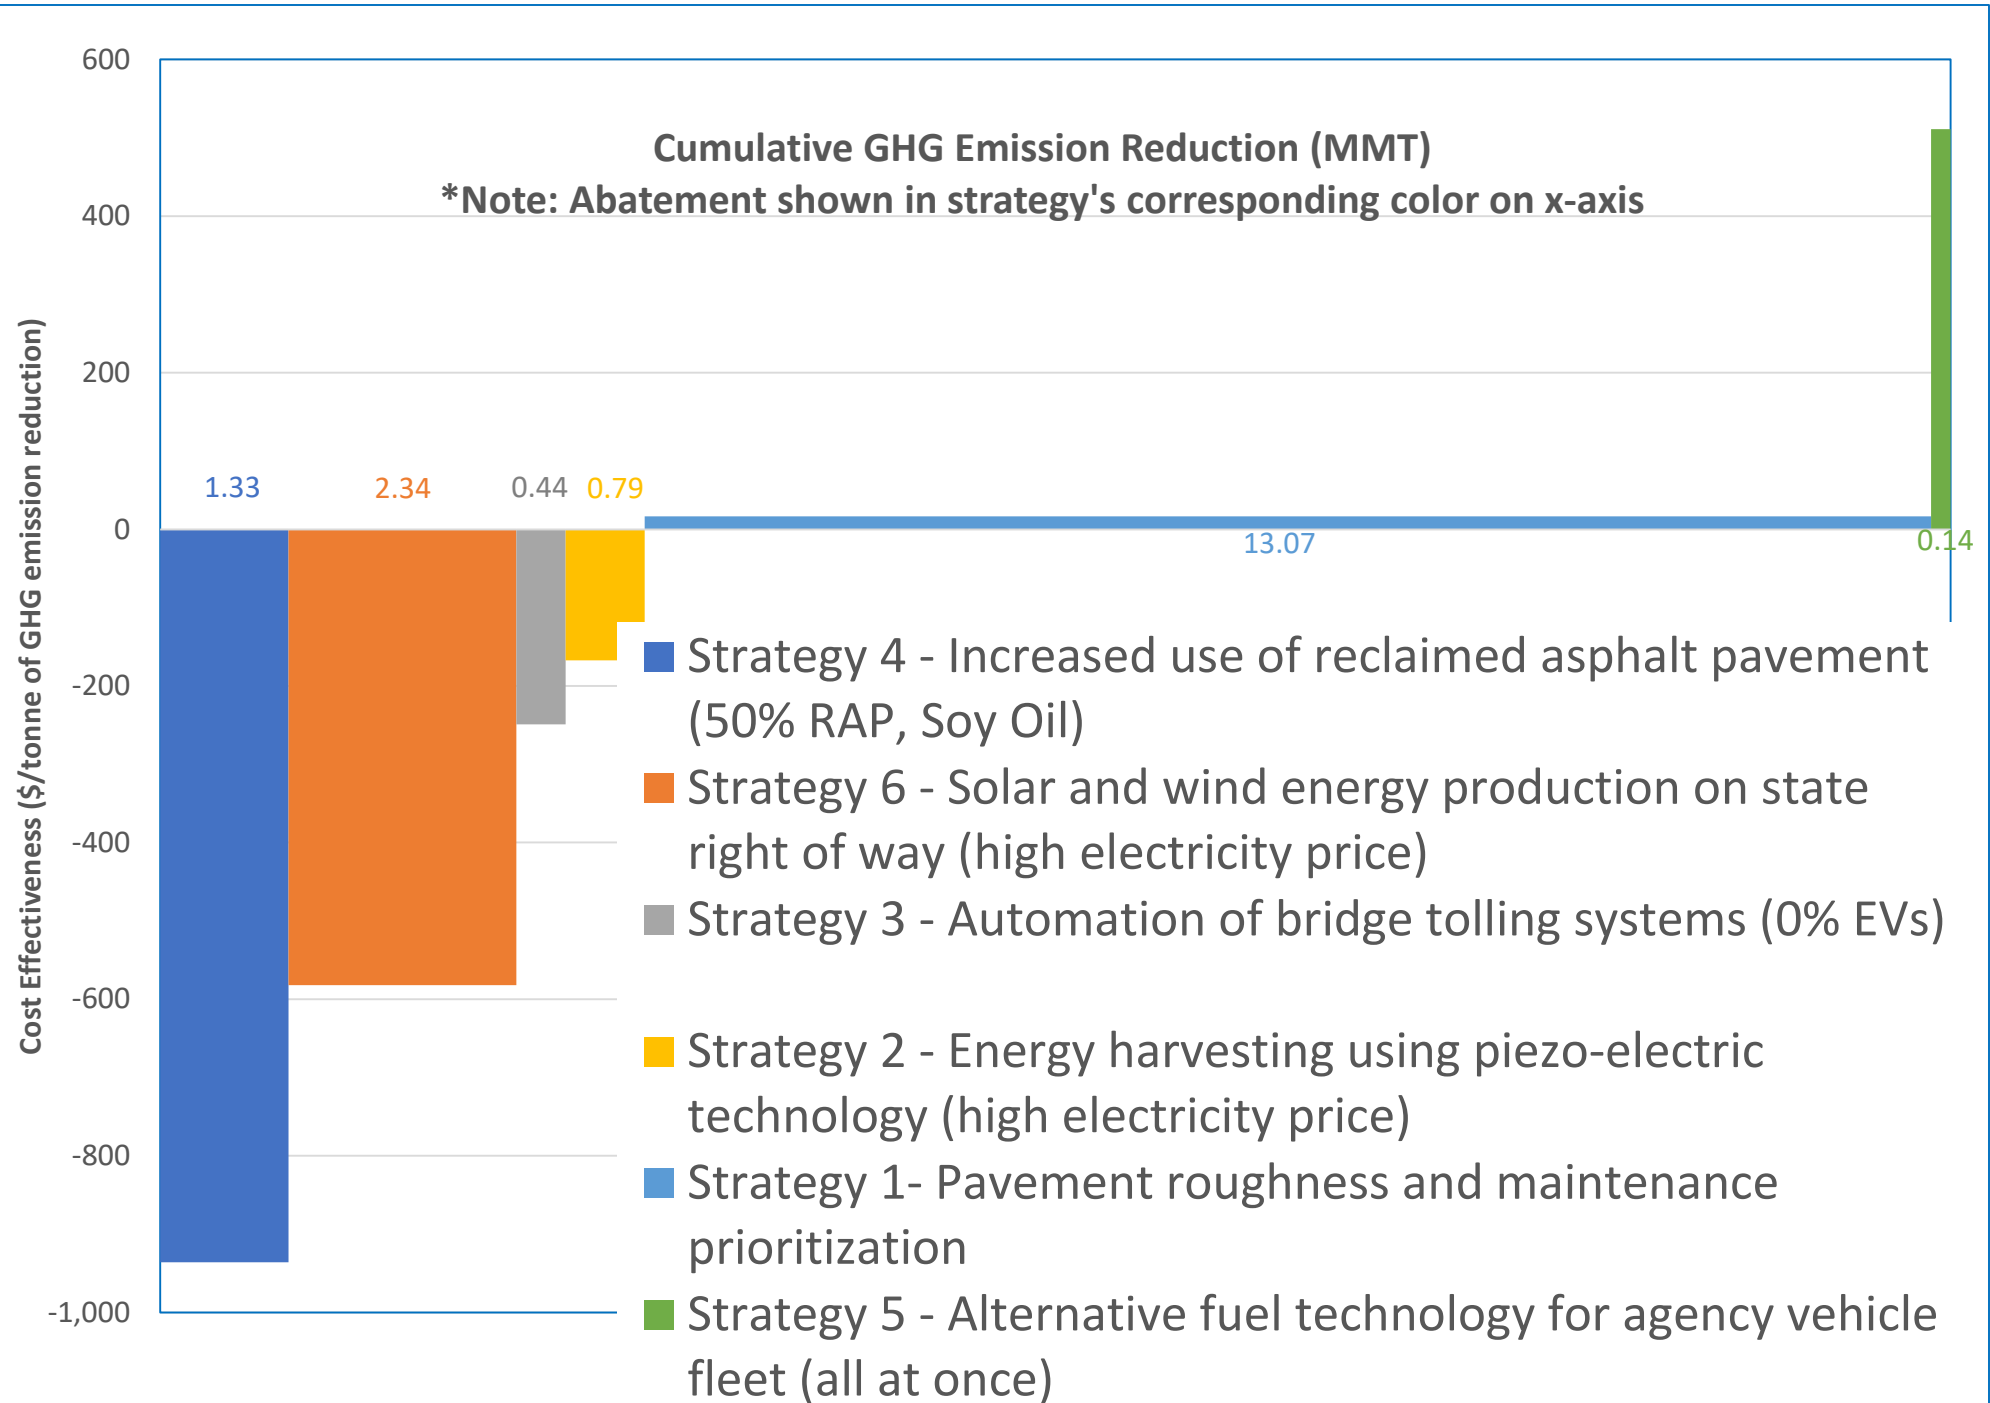 Cumulative GHG Emission Reduction (MMT)
*Note: Abatement shown in strategy's corresponding color on x-axis
Cost Effectiveness ($/tonne of GHG emission reduction)
600
400
200
0
-200
-400
-600
-800
-1,000
1.33
2.34
0.44
0.79
13.07
0.14
Strategy 4 - Increased use of reclaimed asphalt pavement
(50% RAP, Soy Oil)
Strategy 6 - Solar and wind energy production on state
right of way (high electricity price)
Strategy 3 - Automation of bridge tolling systems (0% EVs)
Strategy 2 - Energy harvesting using piezo-electric
technology (high electricity price)
Strategy 1- Pavement roughness and maintenance
prioritization
Strategy 5 - Alternative fuel technology for agency vehicle
fleet (all at once)